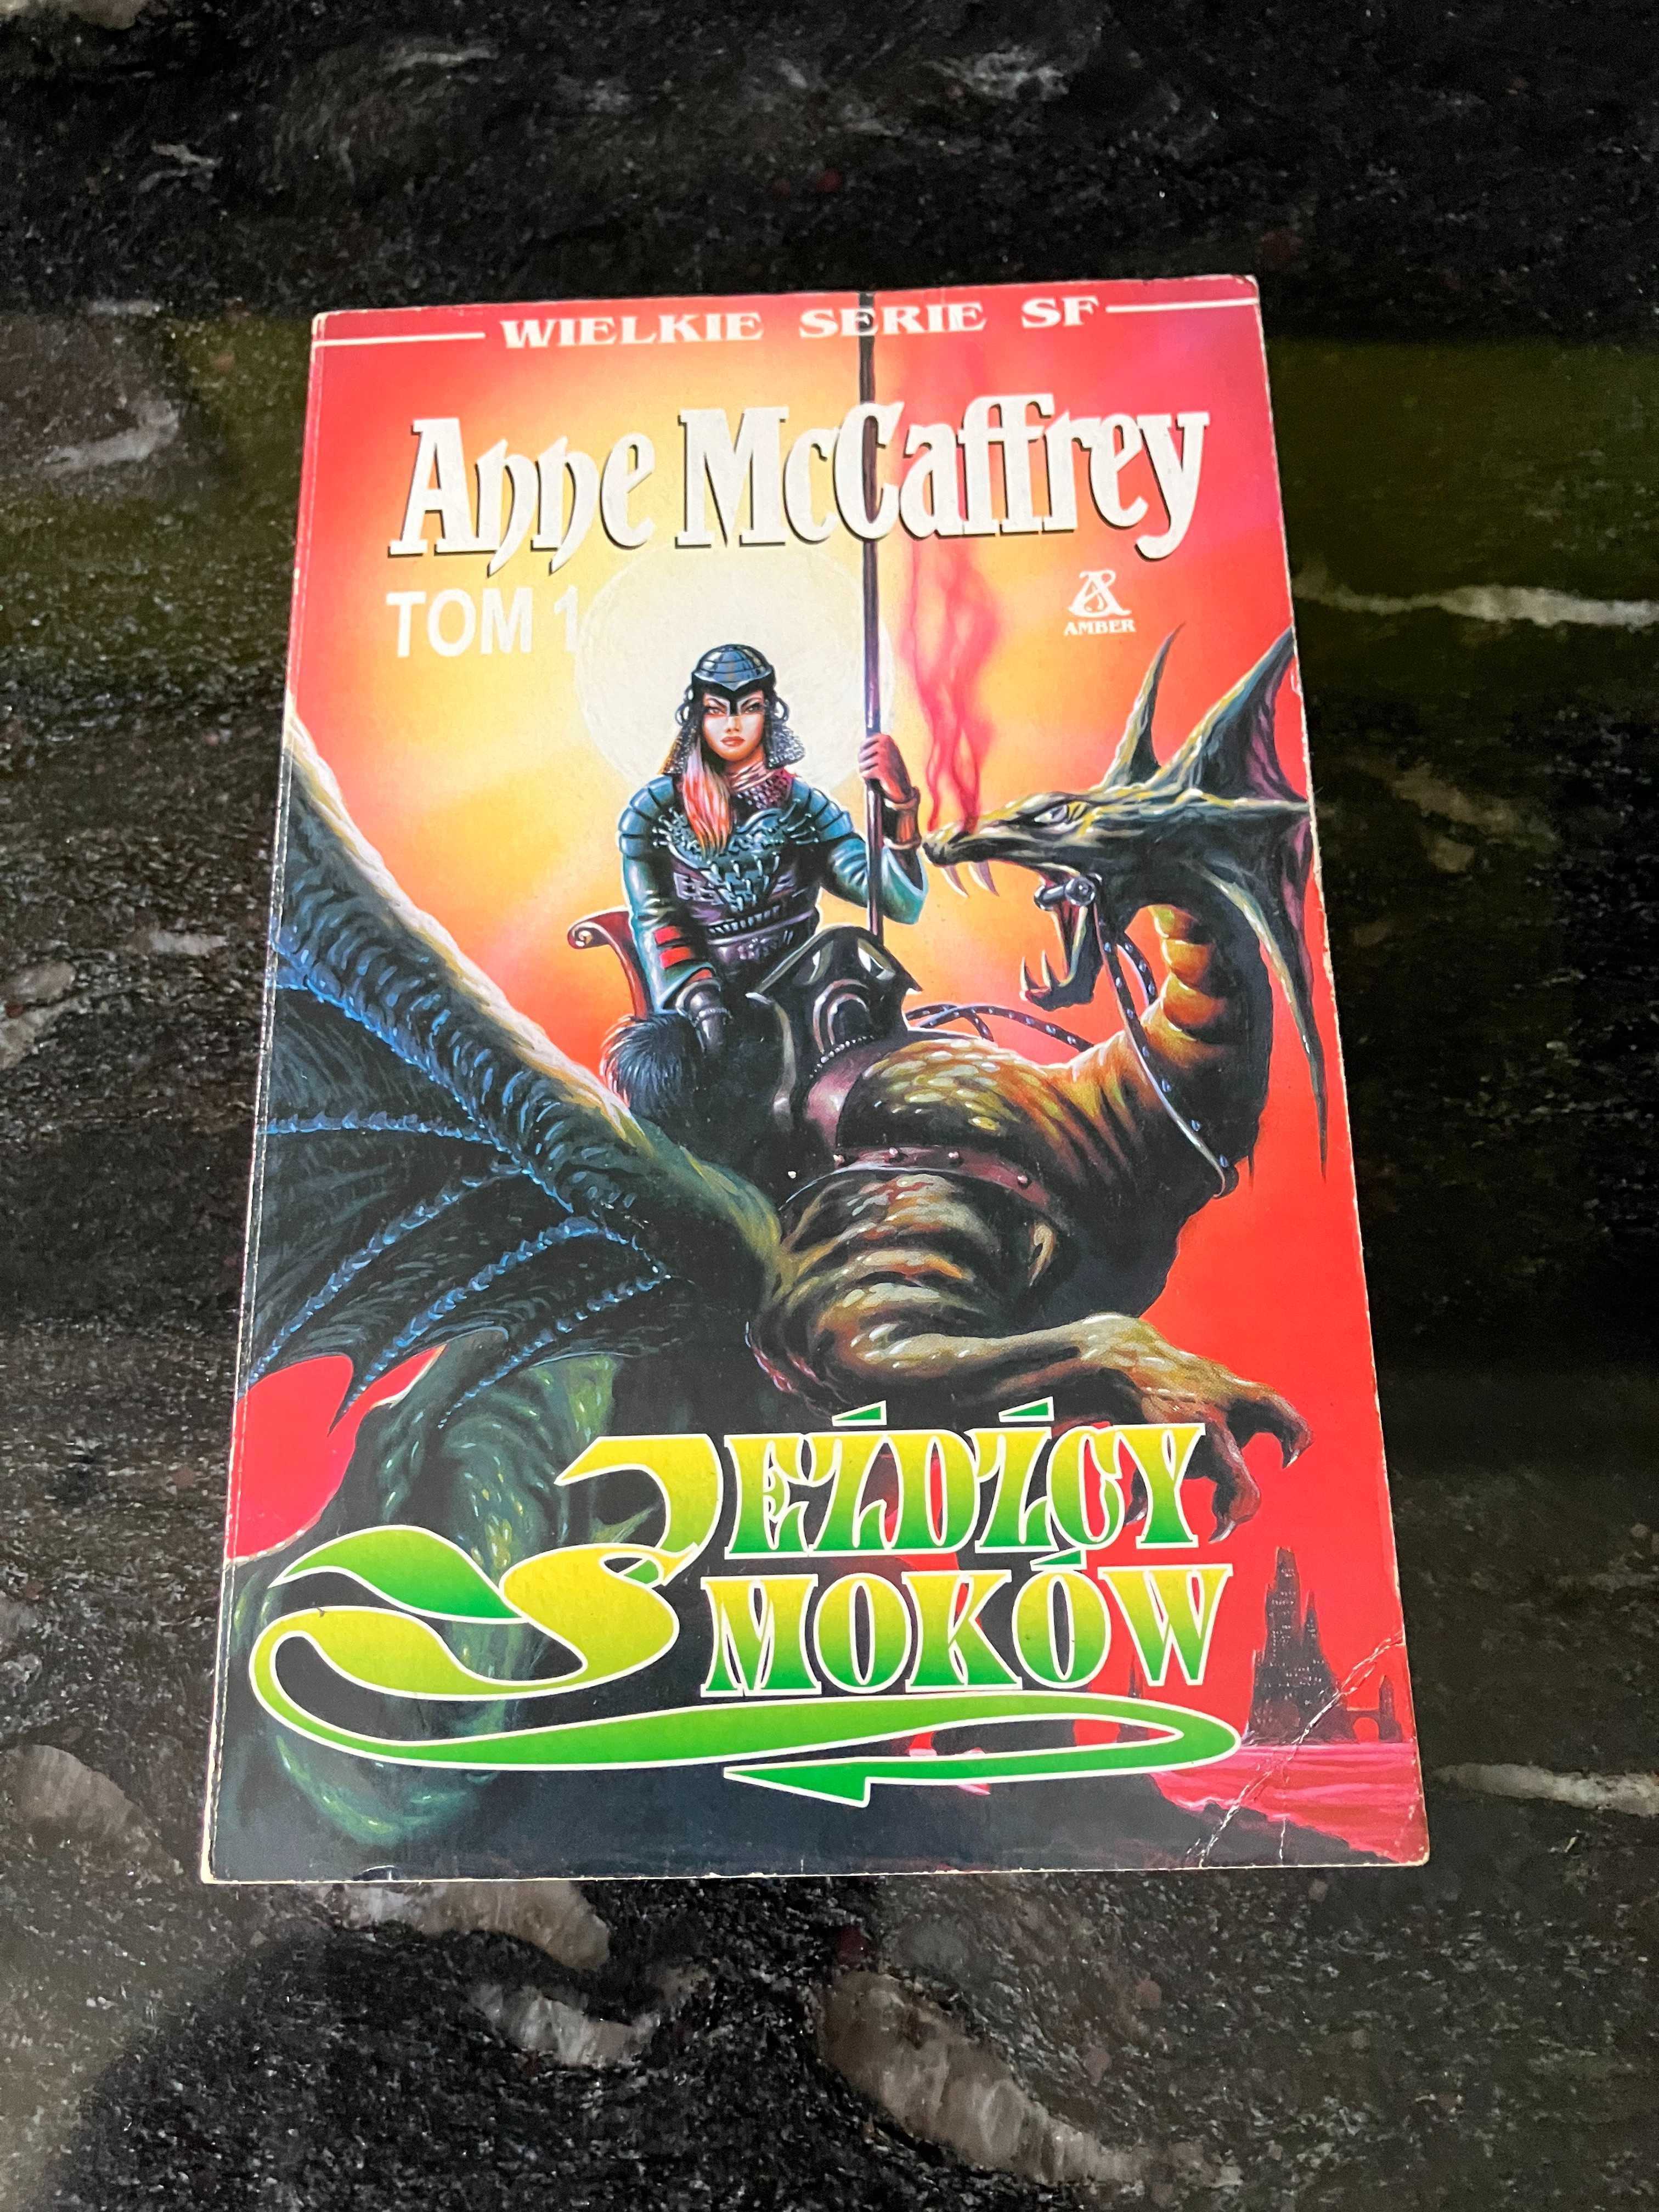 WIELKIE SERIE SF
Anne McCaffrey
TOM 1
AMBER
JEŹDŹCY
SMOKÓW